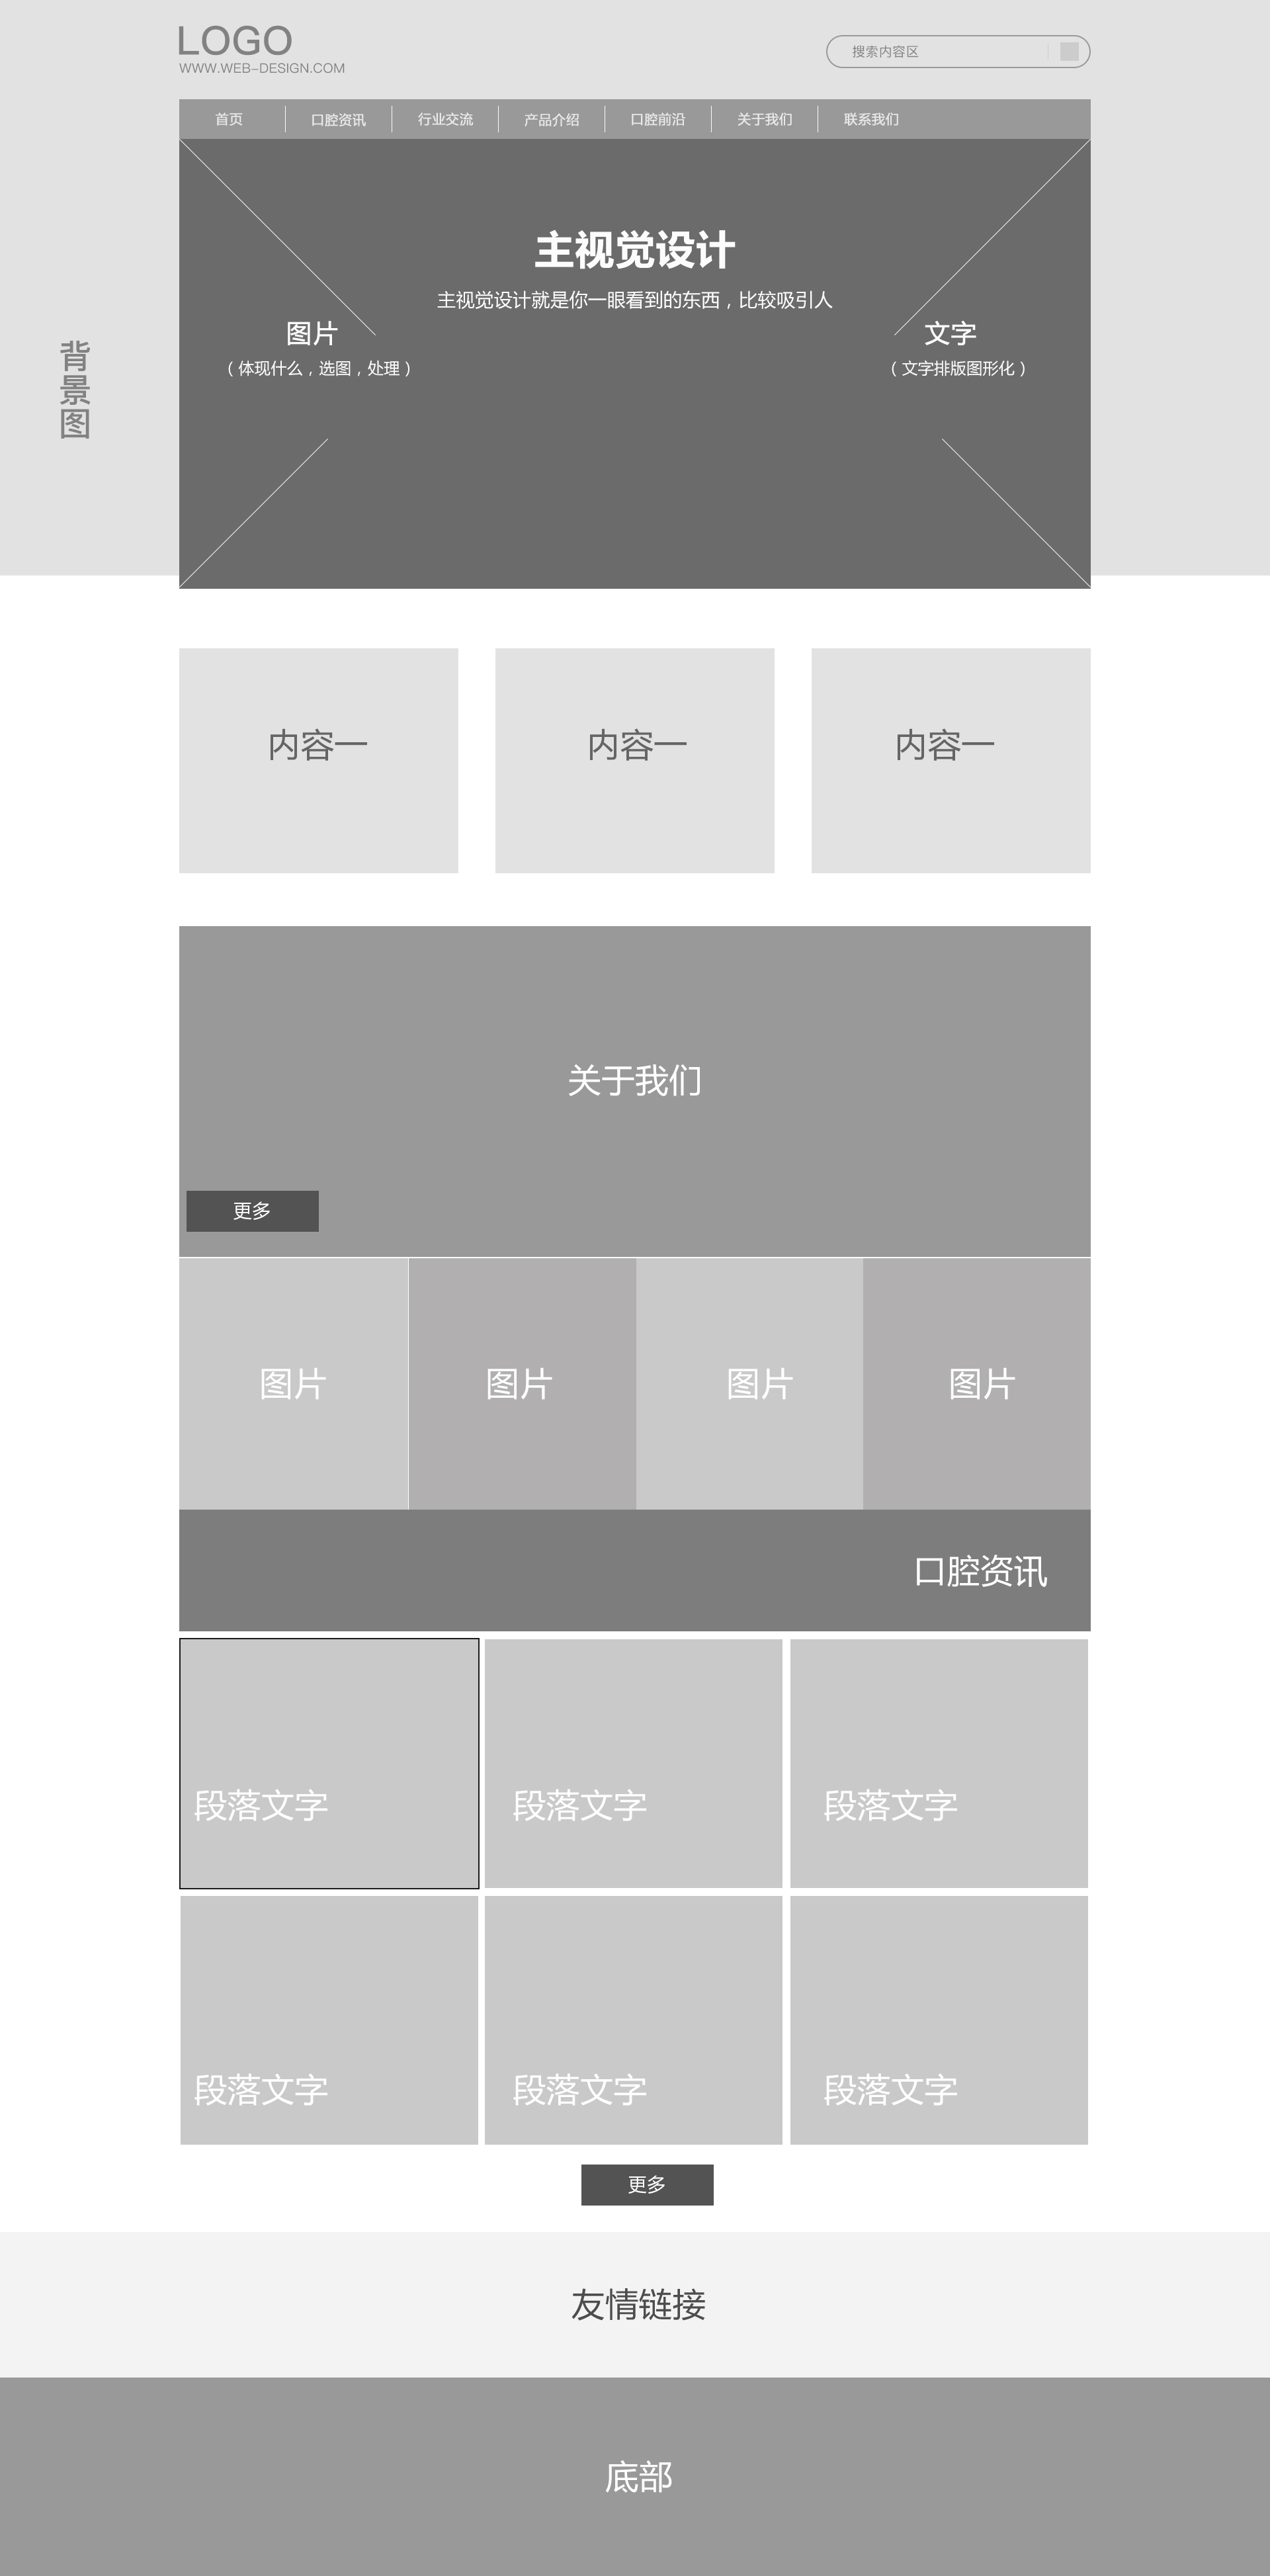 LOGO
WWW.WEB-DESIGN.COM
搜索内容区
首页
口腔资讯
行业交流
产品介绍
口腔前沿
关于我们
联系我们
主视觉设计
主视觉设计就是你一眼看到的东西，比较吸引人
图片
（体现什么，选图，处理）
文字
（文字排版图形化）
背景图
内容一
内容一
内容一
关于我们
更多
图片
图片
图片
图片
口腔资讯
段落文字
段落文字
段落文字
段落文字
段落文字
段落文字
更多
友情链接
底部